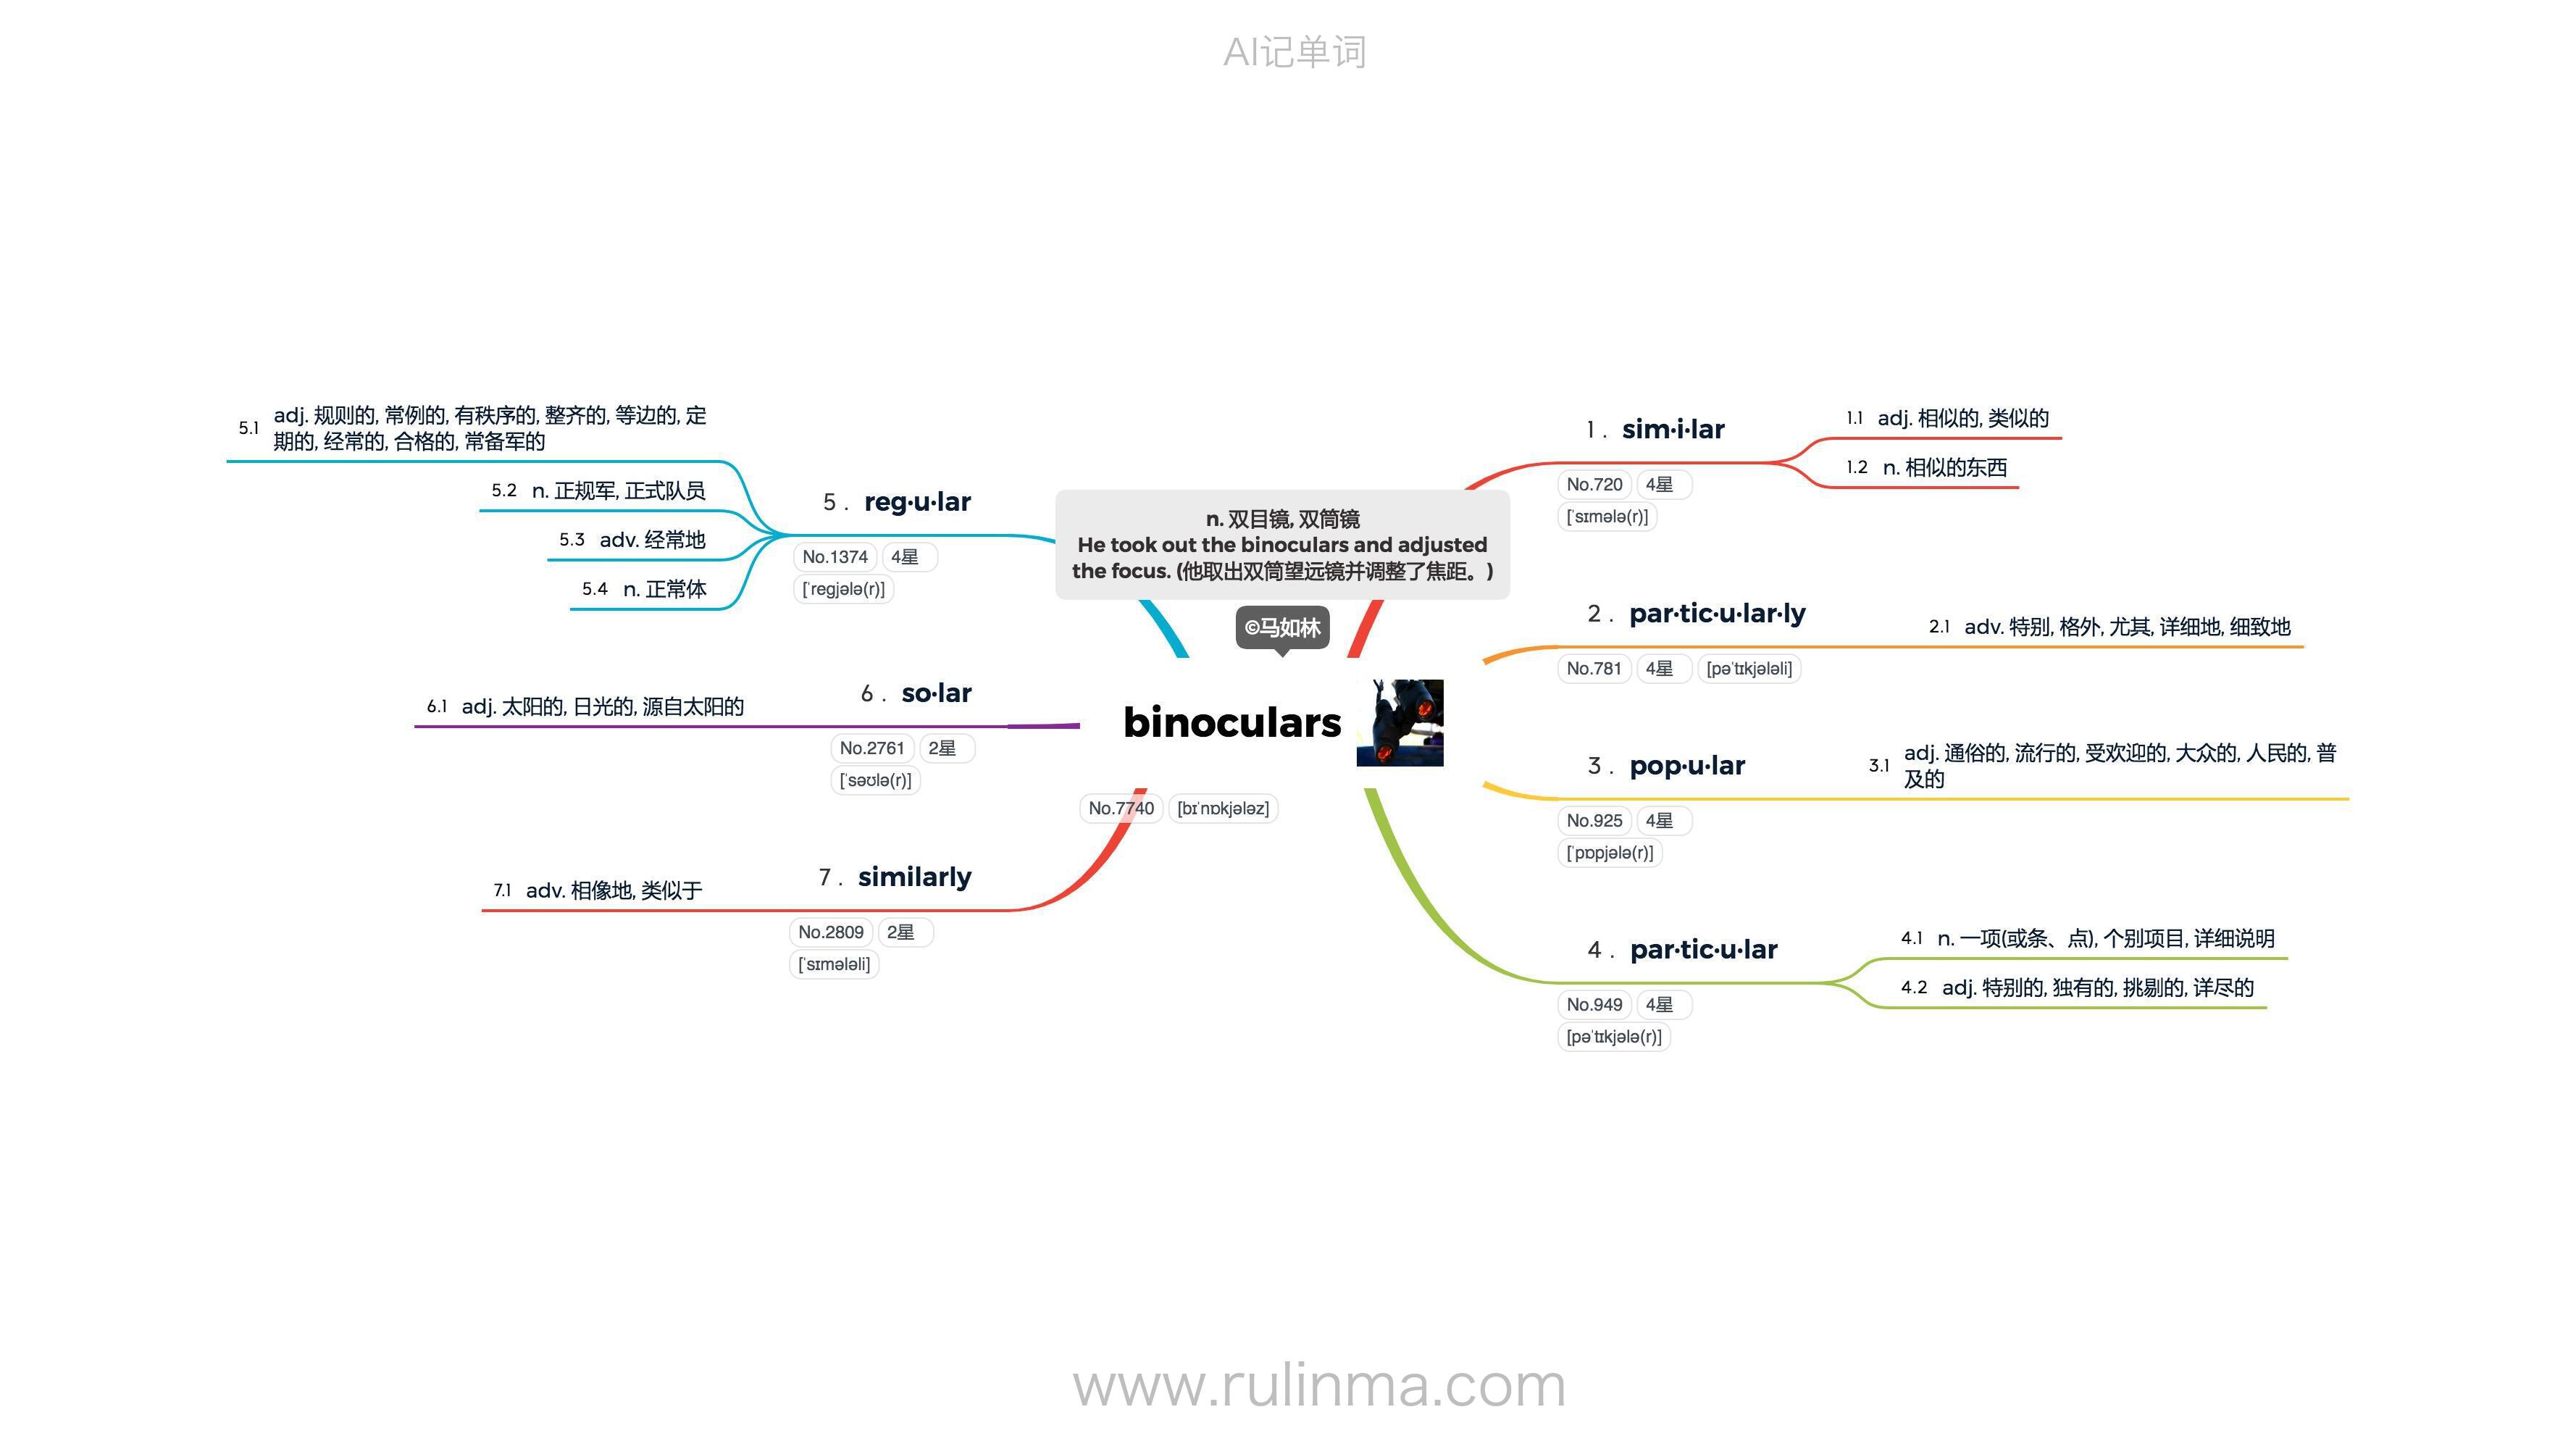 AI记单词
n. 双目镜, 双筒镜
He took out the binoculars and adjusted
the focus. (他取出双筒望远镜并调整了焦距。)
©马如林
binoculars
No.7740 [bɪˈnɒkjələz]
1 . sim·i·lar
No.720 4星
[ˈsɪmələ(r)]
1.1 adj. 相似的, 类似的
1.2 n. 相似的东西
2 . par·tic·u·lar·ly
No.781 4星 [pəˈtɪkjələli]
2.1 adv. 特别, 格外, 尤其, 详细地, 细致地
3 . pop·u·lar
No.925 4星
[ˈpɒpjələ(r)]
3.1 adj. 通俗的, 流行的, 受欢迎的, 大众的, 人民的, 普
及的
4 . par·tic·u·lar
No.949 4星
[pəˈtɪkjələ(r)]
4.1 n. 一项(或条、点), 个别项目, 详细说明
4.2 adj. 特别的, 独有的, 挑剔的, 详尽的
5 . reg·u·lar
No.1374 4星
[ˈreɡjələ(r)]
5.1 adj. 规则的, 常例的, 有秩序的, 整齐的, 等边的, 定
期的, 经常的, 合格的, 常备军的
5.2 n. 正规军, 正式队员
5.3 adv. 经常地
5.4 n. 正常体
6 . so·lar
No.2761 2星
[ˈsəʊlə(r)]
6.1 adj. 太阳的, 日光的, 源自太阳的
7 . similarly
No.2809 2星
[ˈsɪmələli]
7.1 adv. 相像地, 类似于
www.rulinma.com